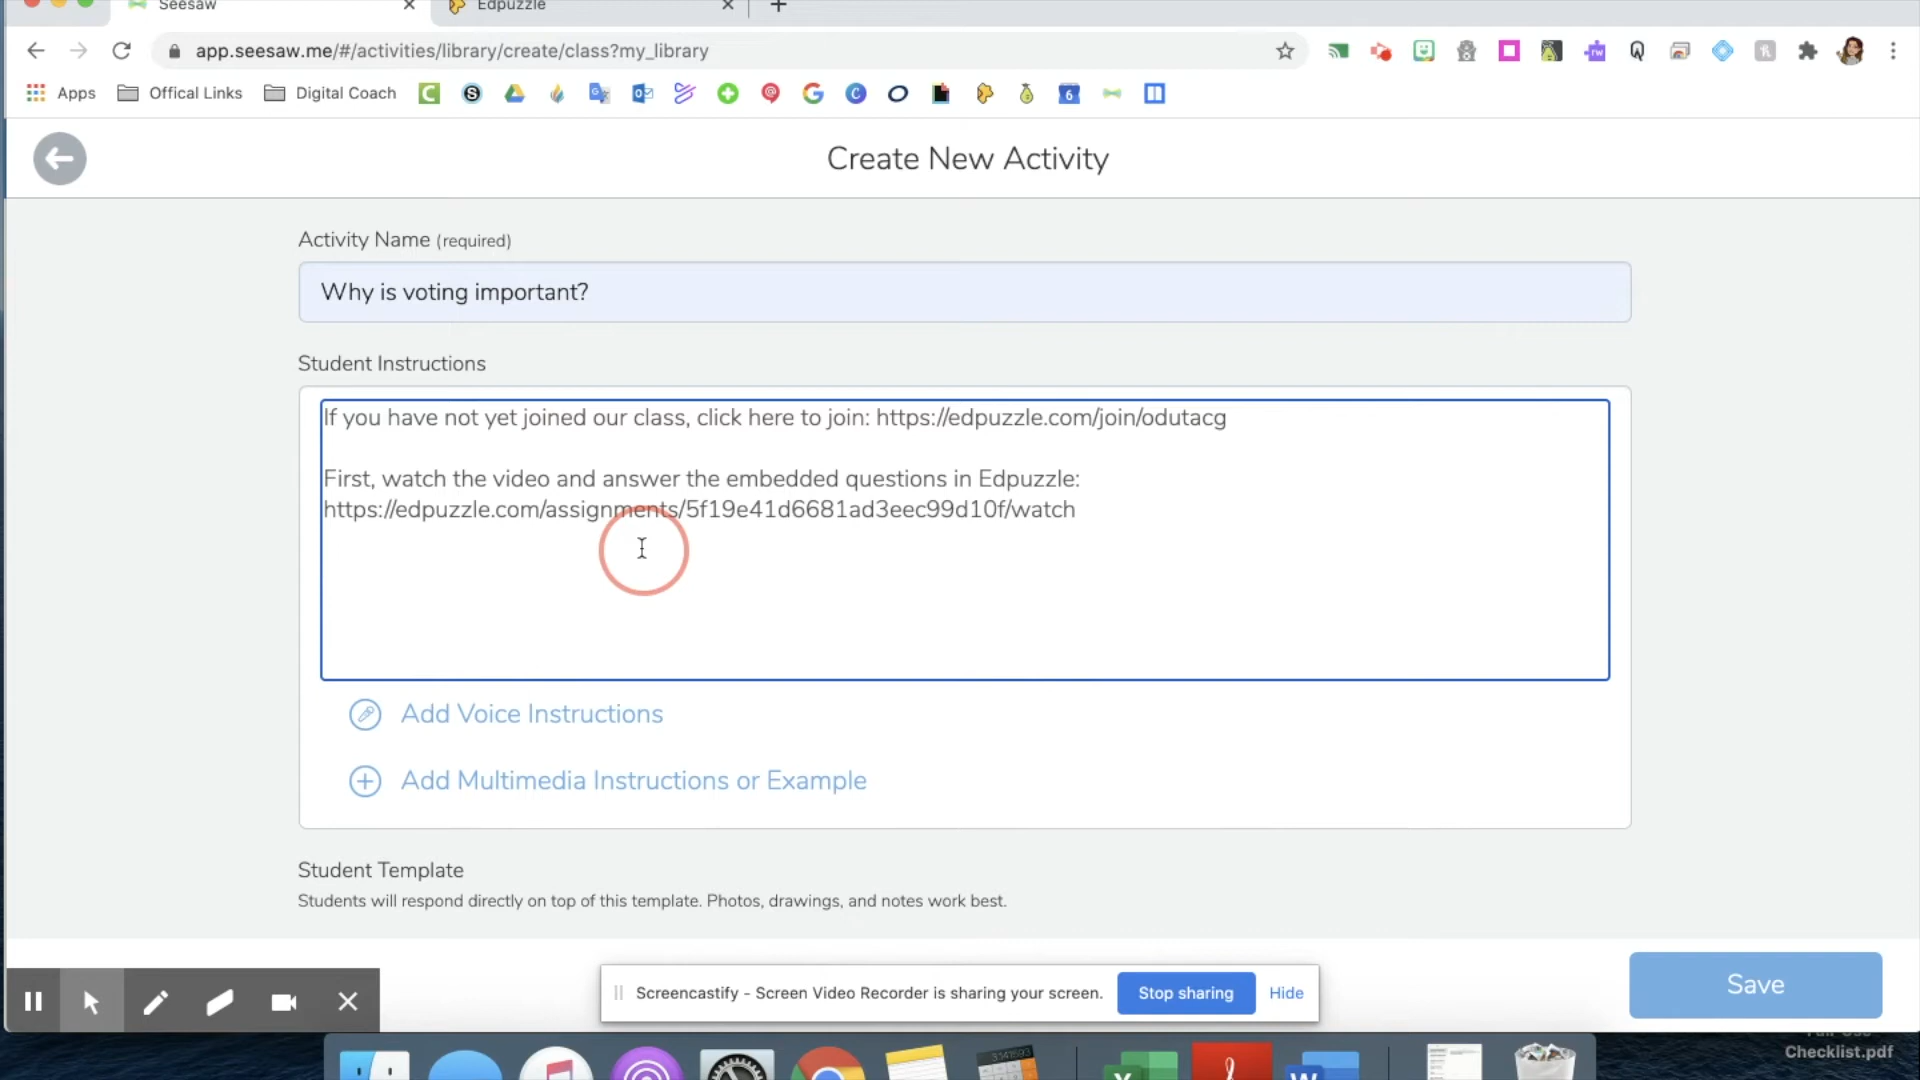 Seesaw
Edpuzzle
app.seesaw.me/#/activities/library/create/class?my_library
Apps
Offical Links
Digital Coach
6
Create New Activity
Activity Name (required)
Why is voting important?
Student Instructions
If you have not yet joined our class, click here to join: https://edpuzzle.com/join/odutacg
First, watch the video and answer the embedded questions in Edpuzzle:
https://edpuzzle.com/assignments/5f19e41d6681ad3eec99d10f/watch
Add Voice Instructions
Add Multimedia Instructions or Example
Student Template
Students will respond directly on top of this template. Photos, drawings, and notes work best.
Screencastify - Screen Video Recorder is sharing your screen.
Stop sharing
Hide
Save
Checklist.pdf